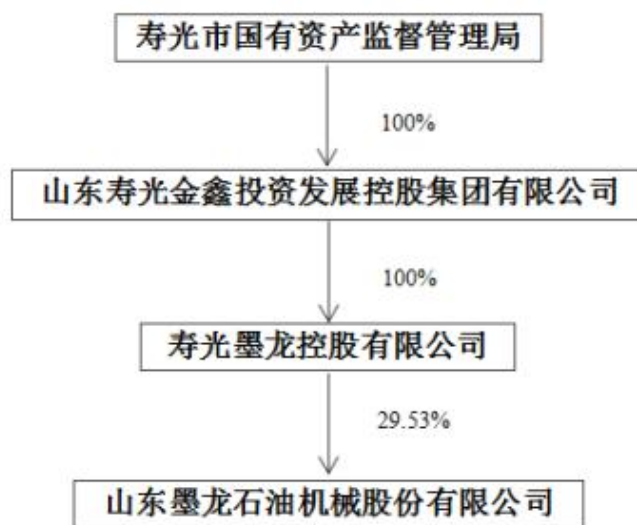 寿光市国有资产监督管理局
100%
山东寿光金鑫投资发展控股集团有限公司
100%
寿光墨龙控股有限公司
29.53%
山东墨龙石油机械股份有限公司